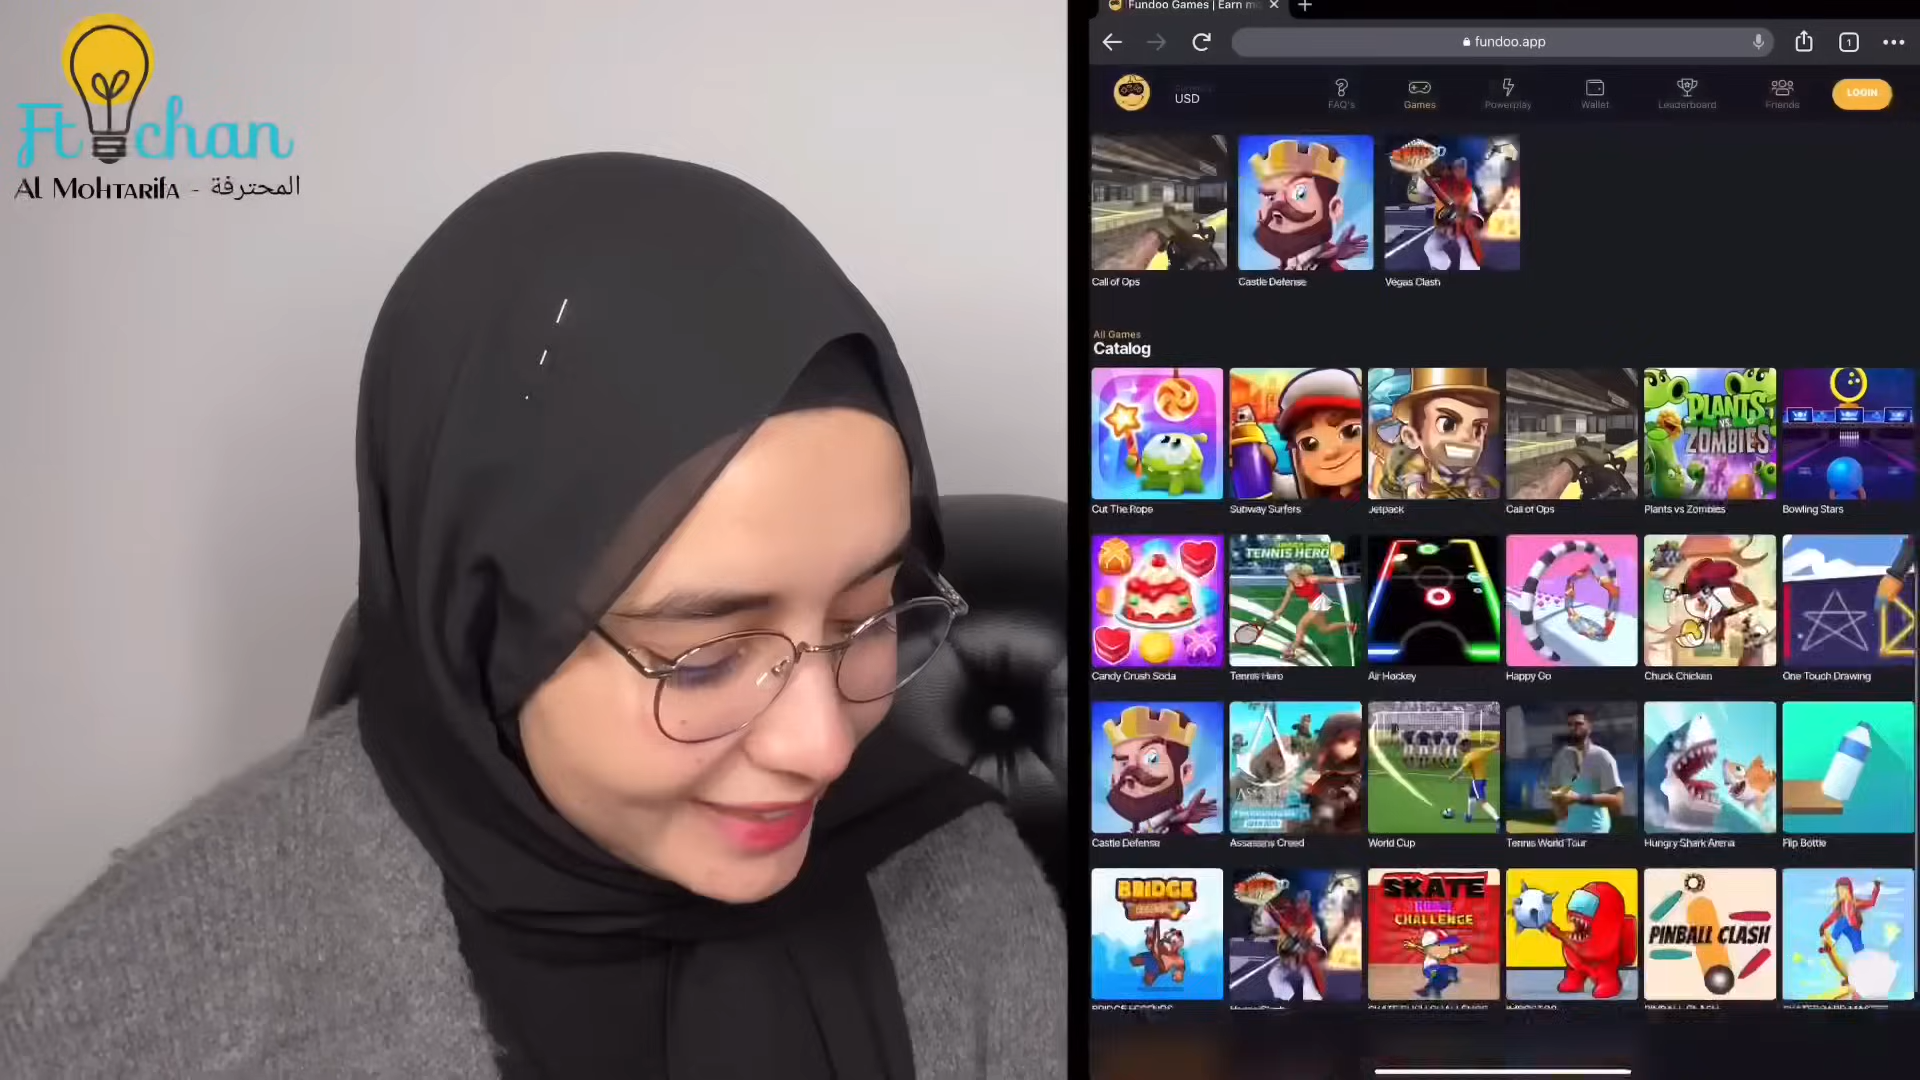 Ft chan
AL MOHTARIFA - المحترفة
Fundoo Games | Earn mo
fundoo.app
1
USD
FAQ's
Games
Powerplay
Wallet
Leaderboard
Friends
LOGIN
Call of Ops
Castle Defense
Vegas Clash
All Games
Catalog
PLANTS
VS.
ZOMBIES
Cut The Rope
Subway Surfers
Jetpack
Call of Ops
Plants vs Zombies
Bowling Stars
TENNIS HERO
Candy Crush Soda
Tennis Hero
Air Hockey
Happy Go
Chuck Chicken
One Touch Drawing
Castle Defense
Assassins Creed
World Cup
Tennis World Tour
Hungry Shark Arena
Flip Bottle
BRIDGE
SKATE
CHALLENGE
PINBALL CLASH